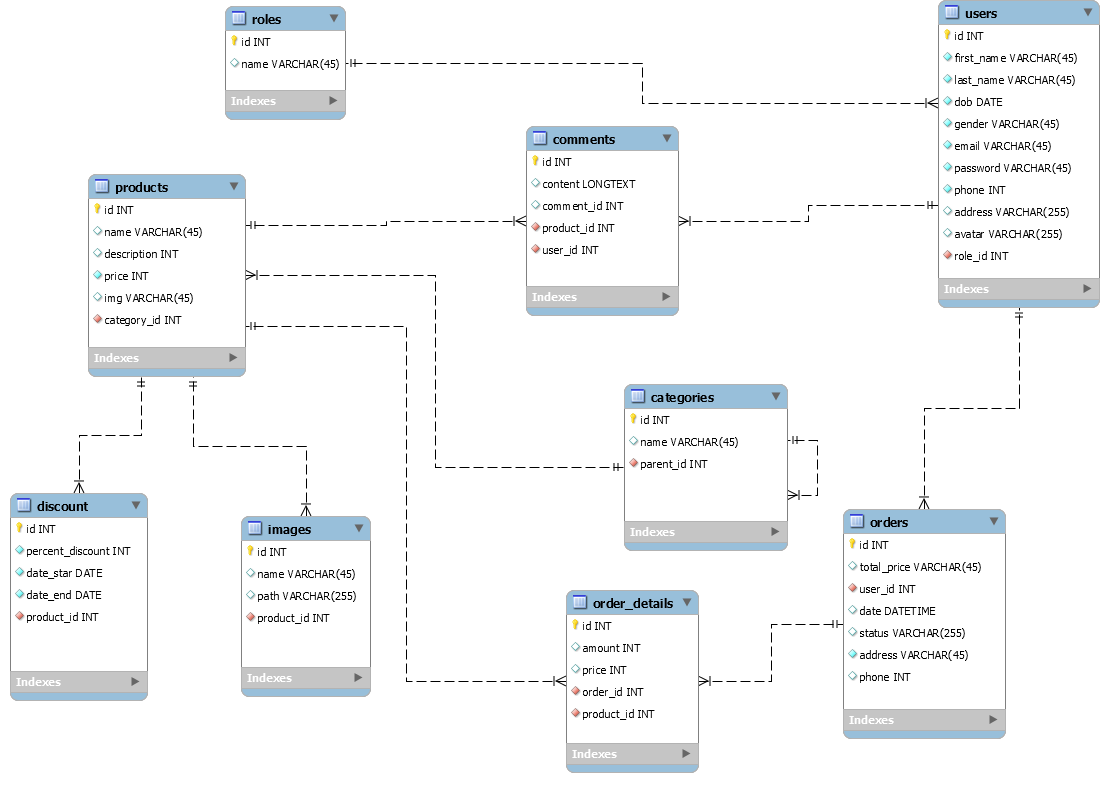 roles
id INT
name VARCHAR(45)
Indexes
users
id INT
first_name VARCHAR(45)
last_name VARCHAR(45)
dob DATE
gender VARCHAR(45)
email VARCHAR(45)
password VARCHAR(45)
phone INT
address VARCHAR(255)
avatar VARCHAR(255)
role_id INT
Indexes
comments
id INT
content LONGTEXT
comment_id INT
product_id INT
user_id INT
Indexes
products
id INT
name VARCHAR(45)
description INT
price INT
img VARCHAR(45)
category_id INT
Indexes
categories
id INT
name VARCHAR(45)
parent_id INT
Indexes
discount
id INT
percent_discount INT
date_star DATE
date_end DATE
product_id INT
Indexes
images
id INT
name VARCHAR(45)
path VARCHAR(255)
product_id INT
Indexes
order_details
id INT
amount INT
price INT
order_id INT
product_id INT
Indexes
orders
id INT
total_price VARCHAR(45)
user_id INT
date DATETIME
status VARCHAR(255)
address VARCHAR(45)
phone INT
Indexes